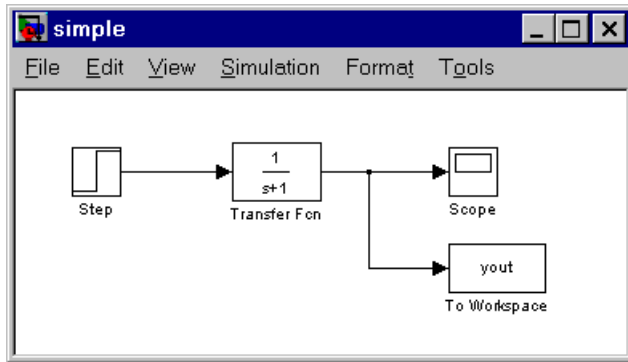 simple
File Edit View Simulation Format Tools
1
s+1
Step
Transfer Fcn
Scope
yout
To Workspace